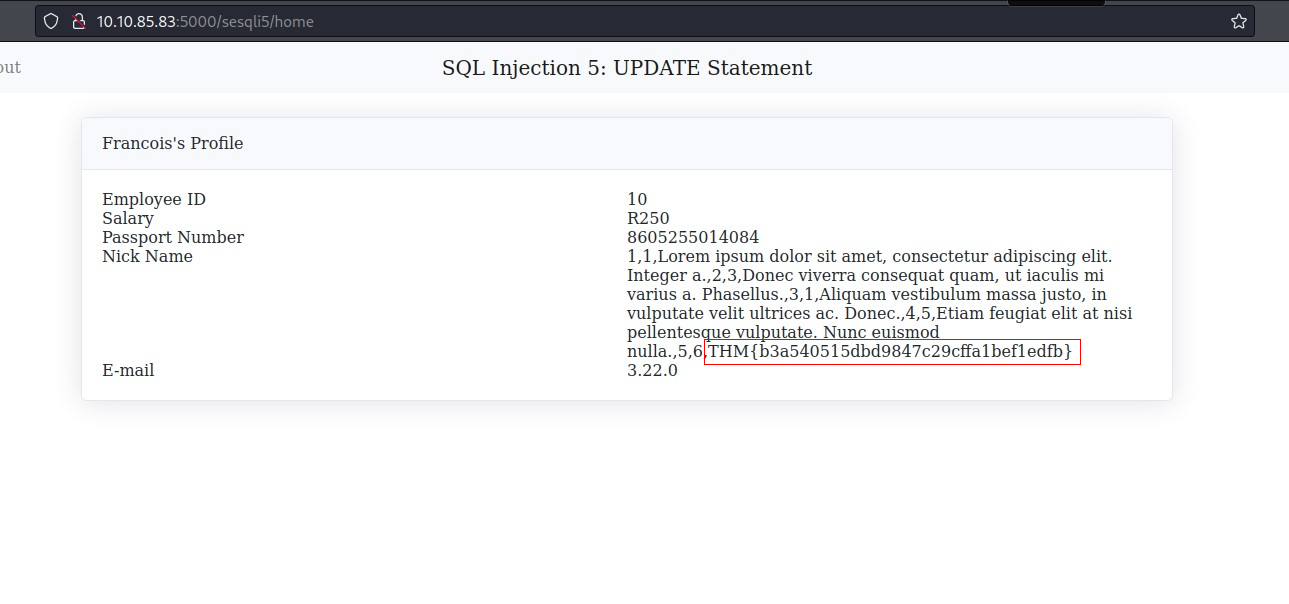 10.10.85.83:5000/sesqli5/home
out
SQL Injection 5: UPDATE Statement
Francois's Profile
Employee ID 10
Salary R250
Passport Number 8605255014084
Nick Name 1,1,Lorem ipsum dolor sit amet, consectetur adipiscing elit.
Integer a.,2,3,Donec viverra consequat quam, ut iaculis mi
varius a. Phasellus.,3,1,Aliquam vestibulum massa justo, in
vulputate velit ultrices ac. Donec.,4,5,Etiam feugiat elit at nisi
pellentesque vulputate. Nunc euismod
nulla.,5,6,THM{b3a540515dbd9847c29cffa1bef1edfb}
E-mail 3.22.0